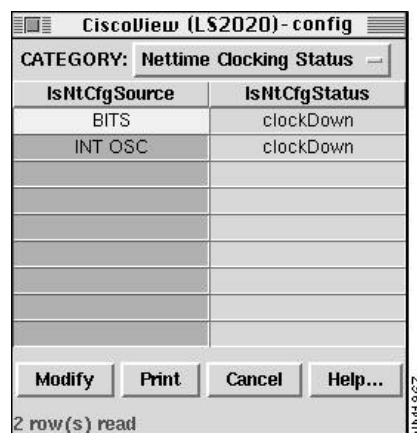 CiscoView (LS2020)-config
CATEGORY: Nettime Clocking Status
lsNtCfgSource lsNtCfgStatus
BITS clockDown
INT OSC clockDown
Modify Print Cancel Help...
2 row(s) read